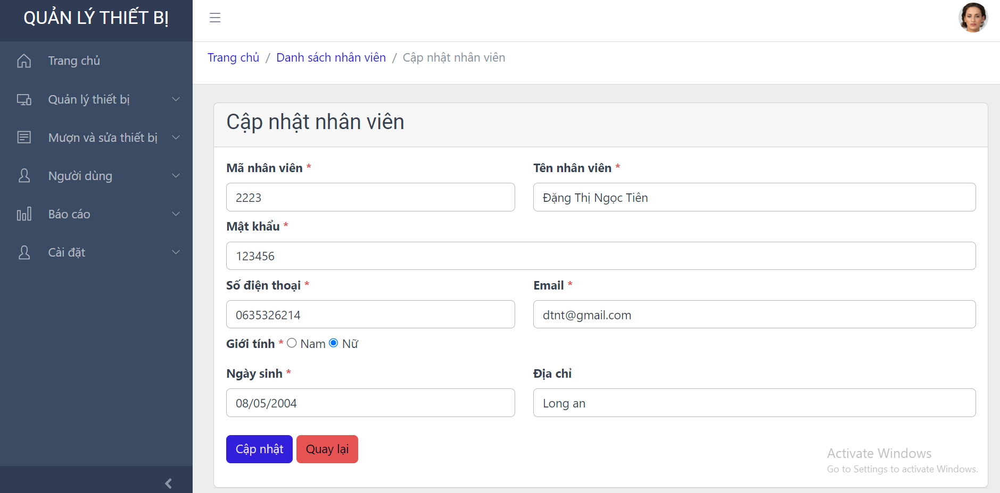 QUẢN LÝ THIẾT BỊ
Trang chủ
Quản lý thiết bị
Mượn và sửa thiết bị
Người dùng
Báo cáo
Cài đặt
Trang chủ / Danh sách nhân viên / Cập nhật nhân viên
Cập nhật nhân viên
Mã nhân viên * Tên nhân viên *
2223 Đặng Thị Ngọc Tiên
Mật khẩu *
123456
Số điện thoại * Email *
0635326214 dtnt@gmail.com
Giới tính * Nam Nữ
Ngày sinh * Địa chỉ
08/05/2004 Long an
Cập nhật Quay lại
Activate Windows
Go to Settings to activate Windows.